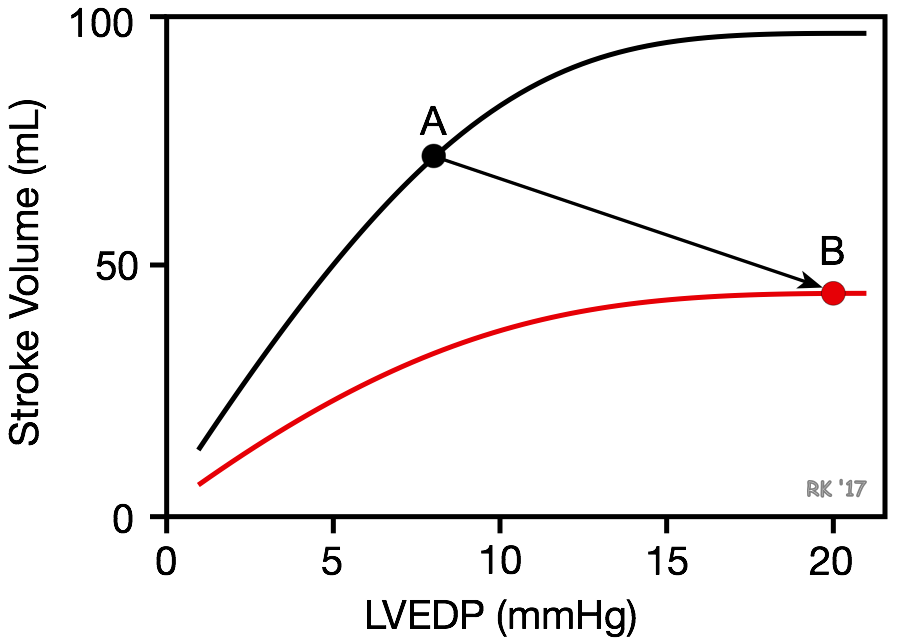 100
50
0
Stroke Volume (mL)
A
B
RK '17
0 5 10 15 20
LVEDP (mmHg)